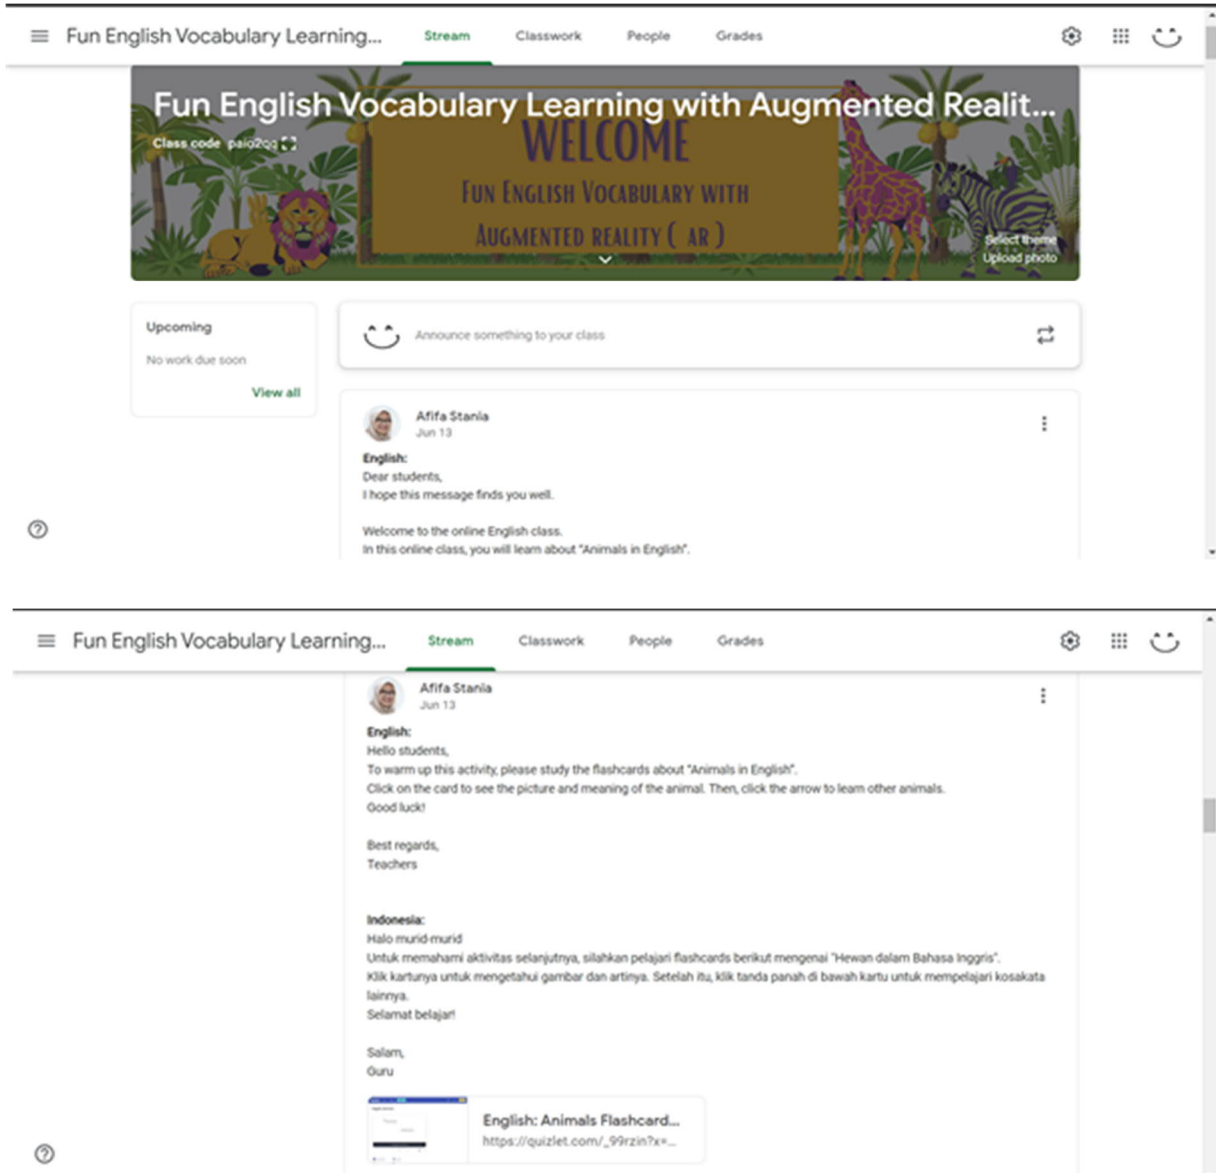 Fun English Vocabulary Learning...
Stream
Classwork
People
Grades
Fun English Vocabulary Learning with Augmented Realit...
Class code
WELCOME
FUN ENGLISH VOCABULARY WITH
AUGMENTED REALITY ( AR )
Select theme
Upload photo
Upcoming
No work due soon
View all
Announce something to your class
Afifa Stania
Jun 13
English:
Dear students,
I hope this message finds you well.
Welcome to the online English class.
In this online class, you will learn about "Animals in English".
Fun English Vocabulary Learning...
Stream
Classwork
People
Grades
Afifa Stania
Jun 13
English:
Hello students,
To warm up this activity, please study the flashcards about "Animals in English".
Click on the card to see the picture and meaning of the animal. Then, click the arrow to learn other animals.
Good luck!
Best regards,
Teachers
Indonesia:
Halo murid-murid
Untuk memahami aktivitas selanjutnya, silahkan pelajari flashcards berikut mengenai "Hewan dalam Bahasa Inggris".
Klik kartunya untuk mengetahui gambar dan artinya. Setelah itu, klik tanda panah di bawah kartu untuk mempelajari kosakata
lainnya.
Selamat belajar!
Salam,
Guru
English: Animals Flashcard...
https://quizlet.com/_99rzin?x=...